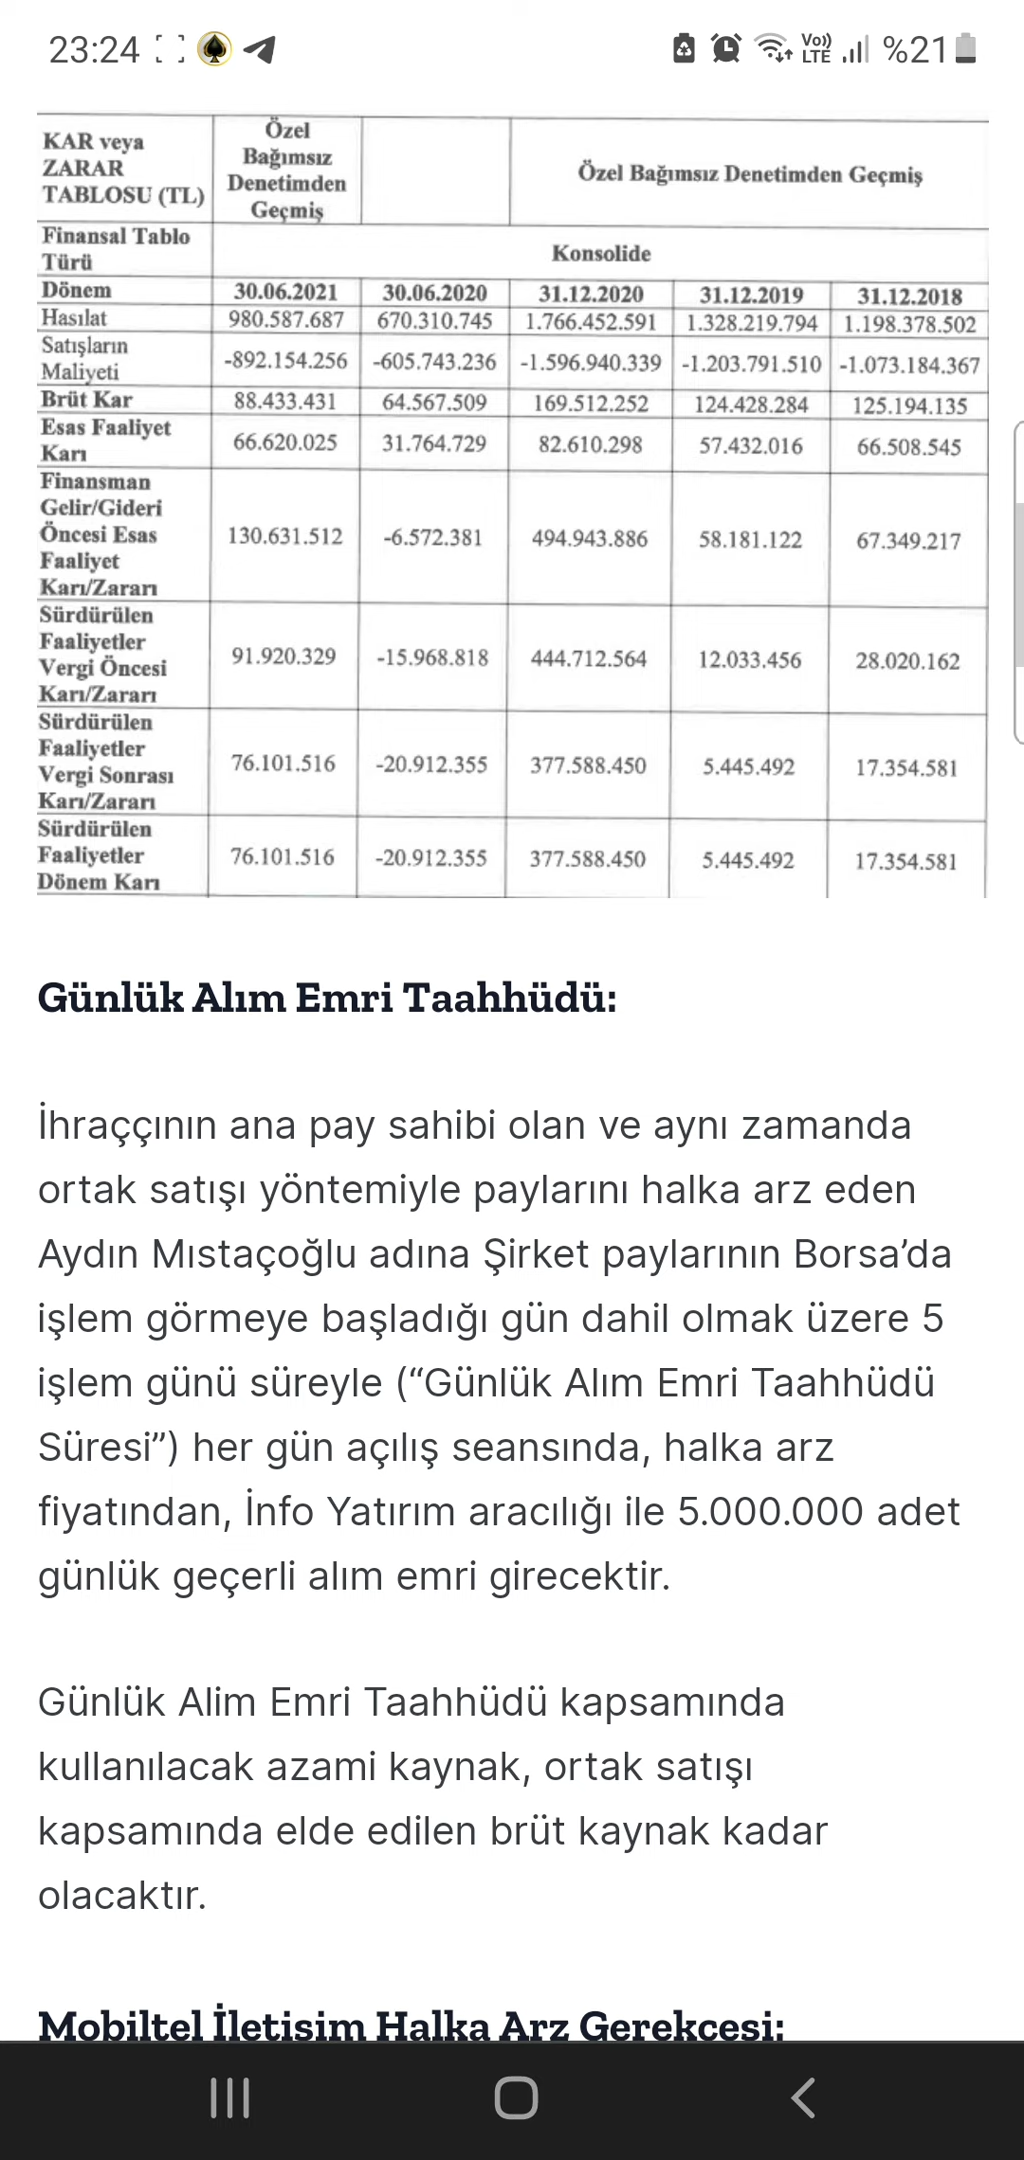 23:24
Vo)) LTE %21
KAR veya ZARAR TABLOSU (TL) Özel Bağımsız Denetimden Geçmiş Özel Bağımsız Denetimden Geçmiş
Finansal Tablo Türü Konsolide
Dönem 30.06.2021 30.06.2020 31.12.2020 31.12.2019 31.12.2018
Hasılat 980.587.687 670.310.745 1.766.452.591 1.328.219.794 1.198.378.502
Satışların Maliyeti -892.154.256 -605.743.236 -1.596.940.339 -1.203.791.510 -1.073.184.367
Brüt Kar 88.433.431 64.567.509 169.512.252 124.428.284 125.194.135
Esas Faaliyet Karı 66.620.025 31.764.729 82.610.298 57.432.016 66.508.545
Finansman Gelir/Gideri Öncesi Esas Faaliyet Karı/Zararı 130.631.512 -6.572.381 494.943.886 58.181.122 67.349.217
Sürdürülen Faaliyetler Vergi Öncesi Karı/Zararı 91.920.329 -15.968.818 444.712.564 12.033.456 28.020.162
Sürdürülen Faaliyetler Vergi Sonrası Karı/Zararı 76.101.516 -20.912.355 377.588.450 5.445.492 17.354.581
Sürdürülen Faaliyetler Dönem Karı 76.101.516 -20.912.355 377.588.450 5.445.492 17.354.581
Günlük Alım Emri Taahhüdü:
İhraççının ana pay sahibi olan ve aynı zamanda
ortak satışı yöntemiyle paylarını halka arz eden
Aydın Mıstaçoğlu adına Şirket paylarının Borsa’da
işlem görmeye başladığı gün dahil olmak üzere 5
işlem günü süreyle (“Günlük Alım Emri Taahhüdü
Süresi”) her gün açılış seansında, halka arz
fiyatından, İnfo Yatırım aracılığı ile 5.000.000 adet
günlük geçerli alım emri girecektir.
Günlük Alim Emri Taahhüdü kapsamında
kullanılacak azami kaynak, ortak satışı
kapsamında elde edilen brüt kaynak kadar
olacaktır.
Mobiltel İletişim Halka Arz Gerekçesi: